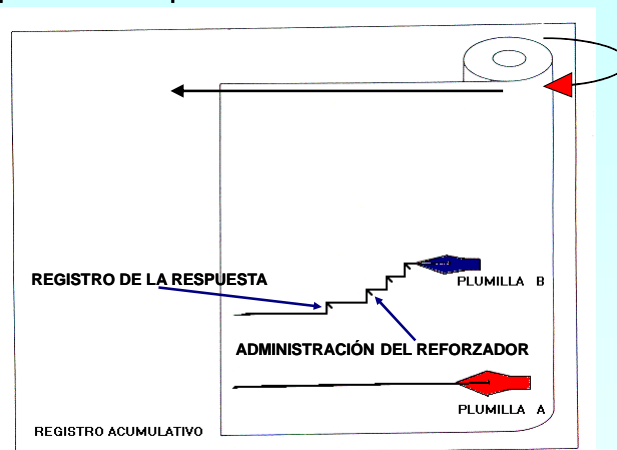 REGISTRO DE LA RESPUESTA
PLUMILLA B
ADMINISTRACIÓN DEL REFORZADOR
PLUMILLA A
REGISTRO ACUMULATIVO